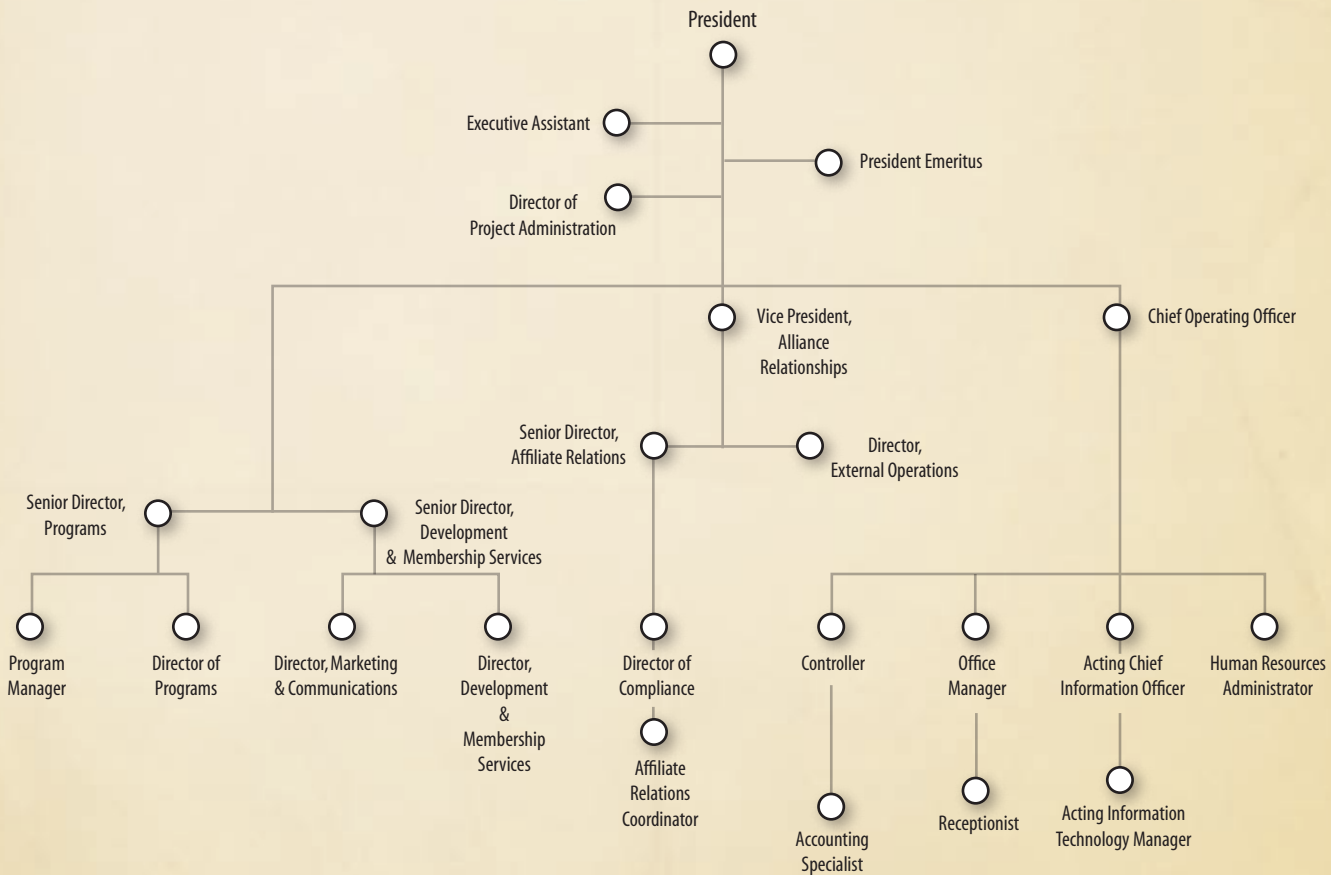 President
Executive Assistant
President Emeritus
Director of
Project Administration
Vice President,
Alliance
Relationships
Chief Operating Officer
Senior Director,
Affiliate Relations
Director,
External Operations
Senior Director,
Programs
Senior Director,
Development
& Membership Services
Program
Manager
Director of
Programs
Director, Marketing
& Communications
Director,
Development
&
Membership
Services
Director of
Compliance
Controller
Office
Manager
Acting Chief
Information Officer
Human Resources
Administrator
Affiliate
Relations
Coordinator
Accounting
Specialist
Receptionist
Acting Information
Technology Manager